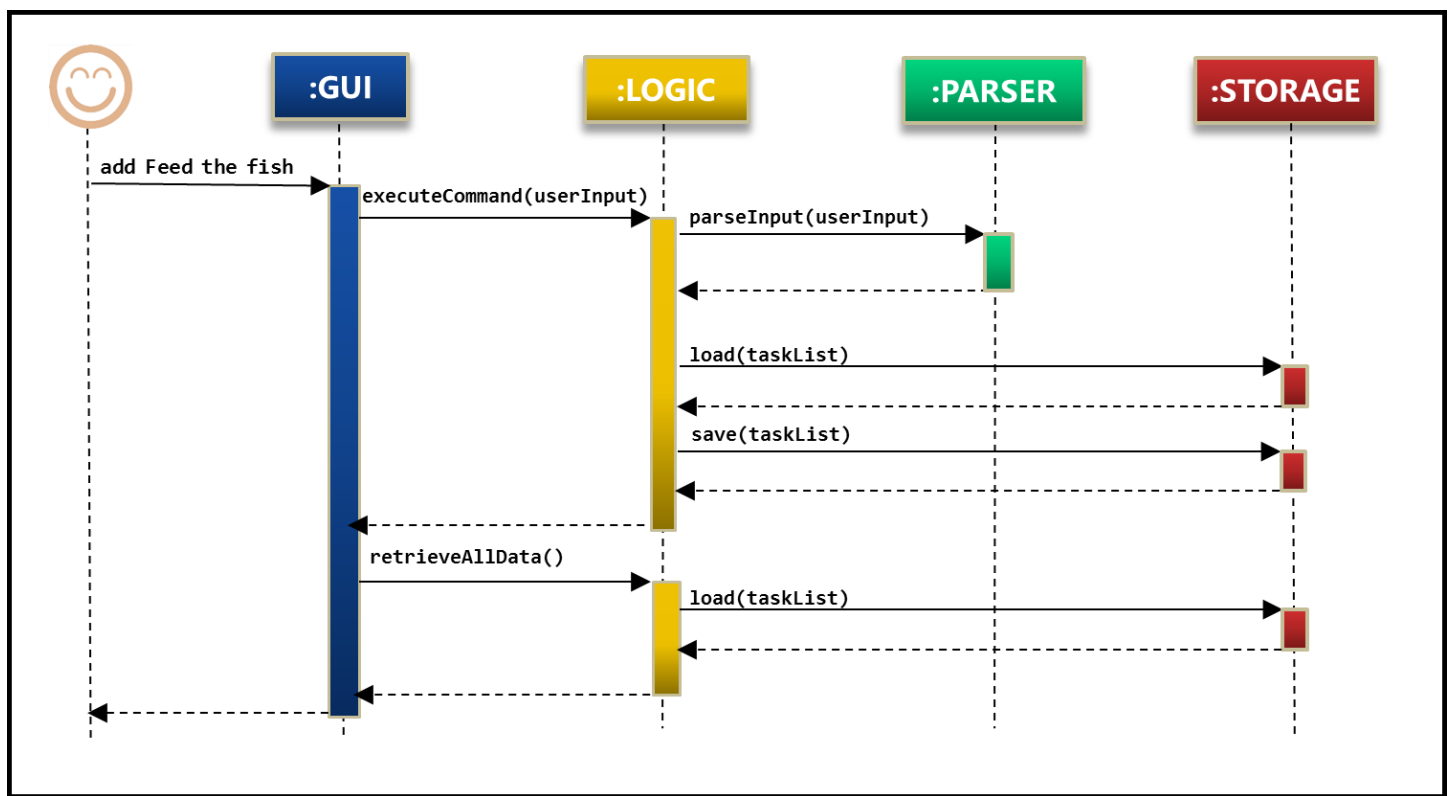 :GUI
:LOGIC
:PARSER
:STORAGE
add Feed the fish
executeCommand(userInput)
parseInput(userInput)
load(taskList)
save(taskList)
retrieveAllData()
load(taskList)